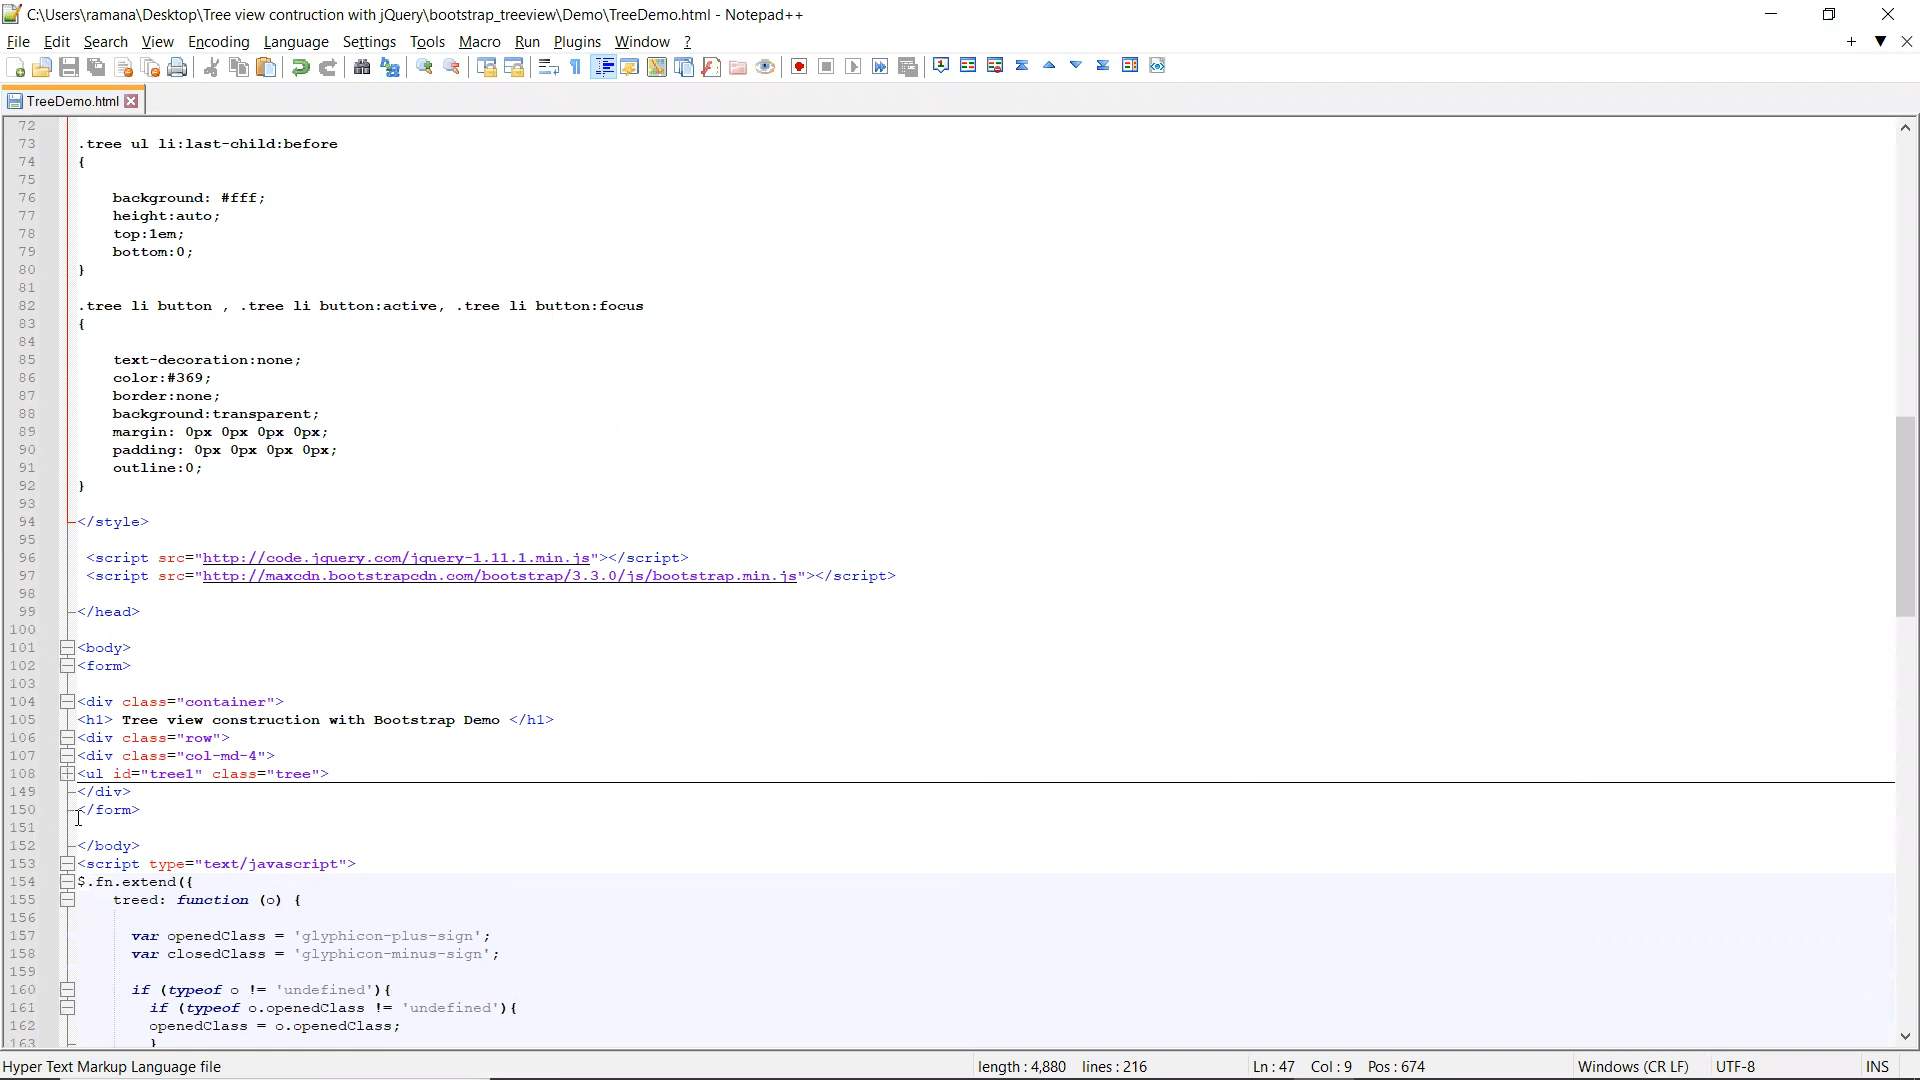 C:\Users\ramana\Desktop\Tree view contruction with jQuery\bootstrap_treeview\Demo\TreeDemo.html - Notepad++
File Edit Search View Encoding Language Settings Tools Macro Run Plugins Window ?
TreeDemo.html
72
73 .tree ul li:last-child:before
74 {
75
76 background: #fff;
77 height:auto;
78 top:1em;
79 bottom:0;
80 }
81
82 .tree li button , .tree li button:active, .tree li button:focus
83 {
84
85 text-decoration:none;
86 color:#369;
87 border:none;
88 background:transparent;
89 margin: 0px 0px 0px 0px;
90 padding: 0px 0px 0px 0px;
91 outline:0;
92 }
93
94 </style>
95
96 <script src="http://code.jquery.com/jquery-1.11.1.min.js"></script>
97 <script src="http://maxcdn.bootstrapcdn.com/bootstrap/3.3.0/js/bootstrap.min.js"></script>
98
99 </head>
100
101 <body>
102 <form>
103
104 <div class="container">
105 <h1> Tree view construction with Bootstrap Demo </h1>
106 <div class="row">
107 <div class="col-md-4">
108 <ul id="tree1" class="tree">
149 </div>
150 </form>
151
152 </body>
153 <script type="text/javascript">
154 $.fn.extend({
155 treed: function (o) {
156
157 var openedClass = 'glyphicon-plus-sign';
158 var closedClass = 'glyphicon-minus-sign';
159
160 if (typeof o != 'undefined'){
161 if (typeof o.openedClass != 'undefined'){
162 openedClass = o.openedClass;
163 }
Hyper Text Markup Language file length : 4,880 lines : 216 Ln : 47 Col : 9 Pos : 674 Windows (CR LF) UTF-8 INS